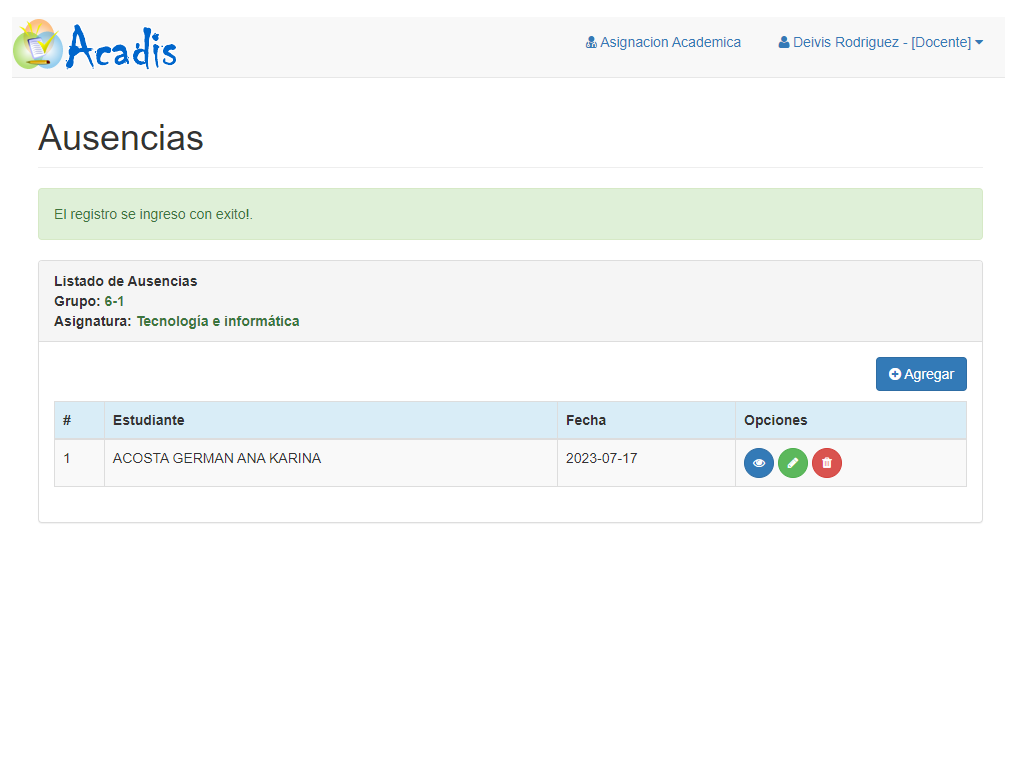 Acadis
Asignacion Academica
Deivis Rodriguez - [Docente]
Ausencias
El registro se ingreso con exito!.
Listado de Ausencias
Grupo: 6-1
Asignatura: Tecnología e informática
Agregar
# Estudiante Fecha Opciones
1 ACOSTA GERMAN ANA KARINA 2023-07-17